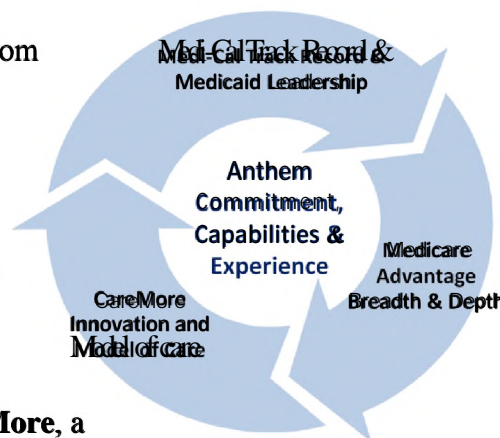 om
Medi-Cal Track Record &
Medicaid Leadership
Anthem
Commitment,
Capabilities &
Experience
Medicare
Advantage
Breadth & Depth
CareMore
Innovation and
Model of Care
More, a